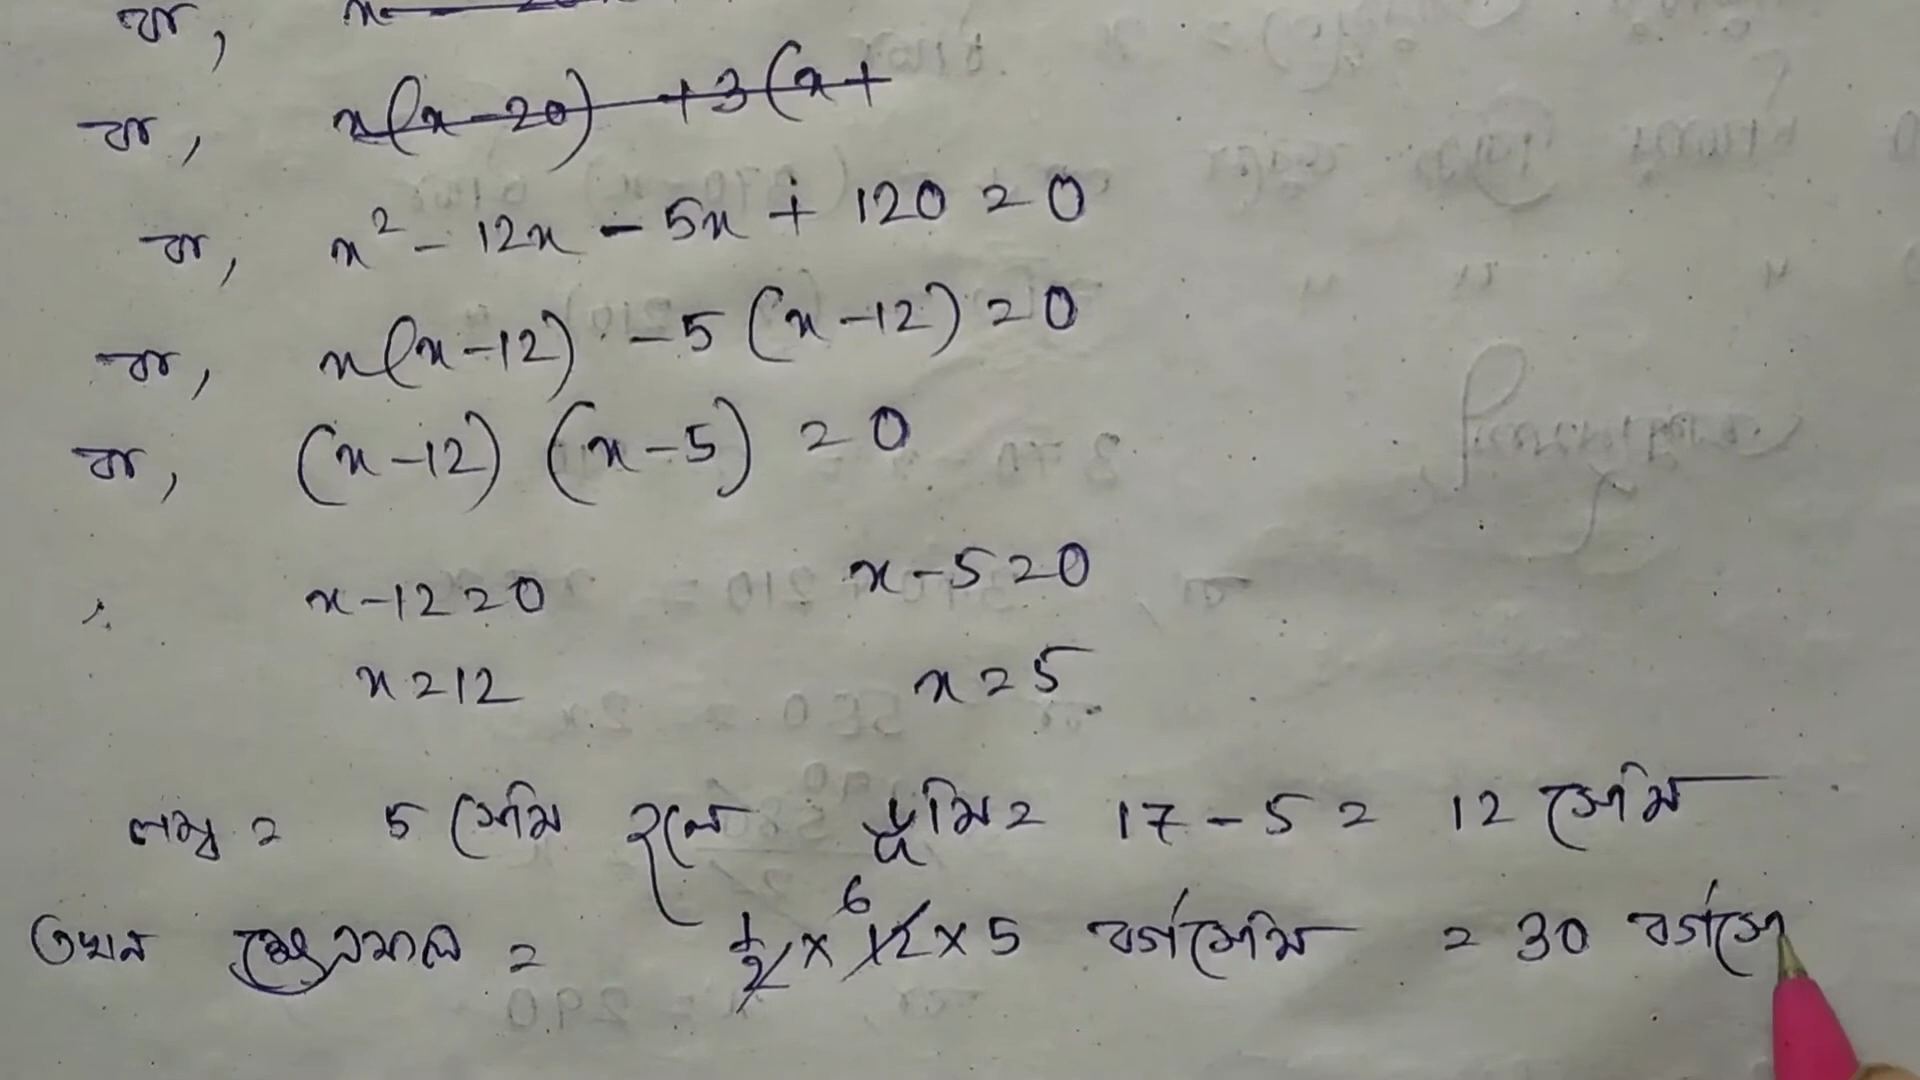 বা,
বা, x(x-20) +3(x+
বা, x² - 12x - 5x + 120 = 0
বা, x(x-12) -5(x-12) = 0
বা, (x-12) (x-5) = 0
∴ x-12=0 x-5=0
x=12 x=5
লম্ব = 5 সেমি হলে ভূমি= 17-5= 12 সেমি
তখন ক্ষেত্রফল = 1/2 x 6 12 x 5 বর্গসেমি = 30 বর্গসে